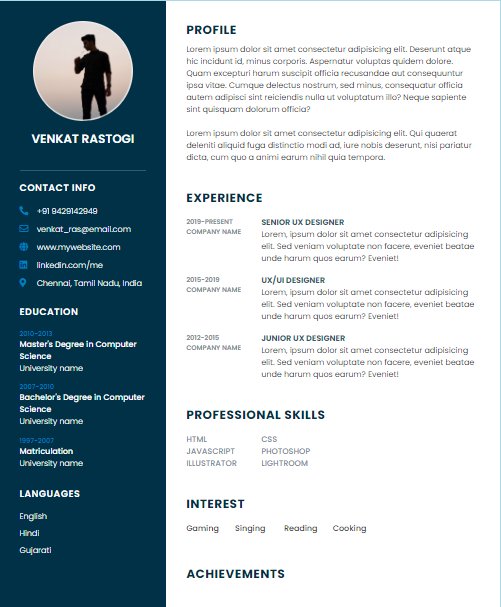 VENKAT RASTOGI
CONTACT INFO
+91 9429142949
venkat_ras@email.com
www.mywebsite.com
linkedin.com/me
Chennai, Tamil Nadu, India
EDUCATION
2010-2013
Master's Degree in Computer
Science
University name
2007-2010
Bachelor's Degree in Computer
Science
University name
1997-2007
Matriculation
University name
LANGUAGES
English
Hindi
Gujarati
PROFILE
Lorem ipsum dolor sit amet consectetur adipisicing elit. Deserunt atque
hic incidunt id, minus corporis. Aspernatur voluptas quidem dolore.
Quam excepturi harum suscipit officia recusandae aut consequuntur
ipsa vitae. Cumque delectus nostrum, sed minus, consequatur officia
autem adipisci sint reiciendis nulla ut voluptatum illo? Neque sapiente
sint quisquam dolorum officia?
Lorem ipsum dolor sit amet consectetur adipisicing elit. Qui quaerat
deleniti aliquid fuga distinctio modi ad, iure nobis deserunt, nisi pariatur
dicta, cum quo a animi earum nihil quia tempora.
EXPERIENCE
2019-PRESENT SENIOR UX DESIGNER
COMPANY NAME Lorem, ipsum dolor sit amet consectetur adipisicing
elit. Sed veniam voluptate non facere, eveniet beatae
unde harum quos earum? Eveniet!
2015-2019 UX/UI DESIGNER
COMPANY NAME Lorem, ipsum dolor sit amet consectetur adipisicing
elit. Sed veniam voluptate non facere, eveniet beatae
unde harum quos earum? Eveniet!
2012-2015 JUNIOR UX DESIGNER
COMPANY NAME Lorem, ipsum dolor sit amet consectetur adipisicing
elit. Sed veniam voluptate non facere, eveniet beatae
unde harum quos earum? Eveniet!
PROFESSIONAL SKILLS
HTML CSS
JAVASCRIPT PHOTOSHOP
ILLUSTRATOR LIGHTROOM
INTEREST
Gaming Singing Reading Cooking
ACHIEVEMENTS